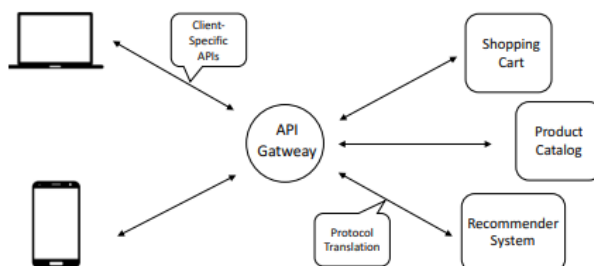 Client-
Specific
APIs
Shopping
Cart
API
Gatweay
Product
Catalog
Protocol
Translation
Recommender
System